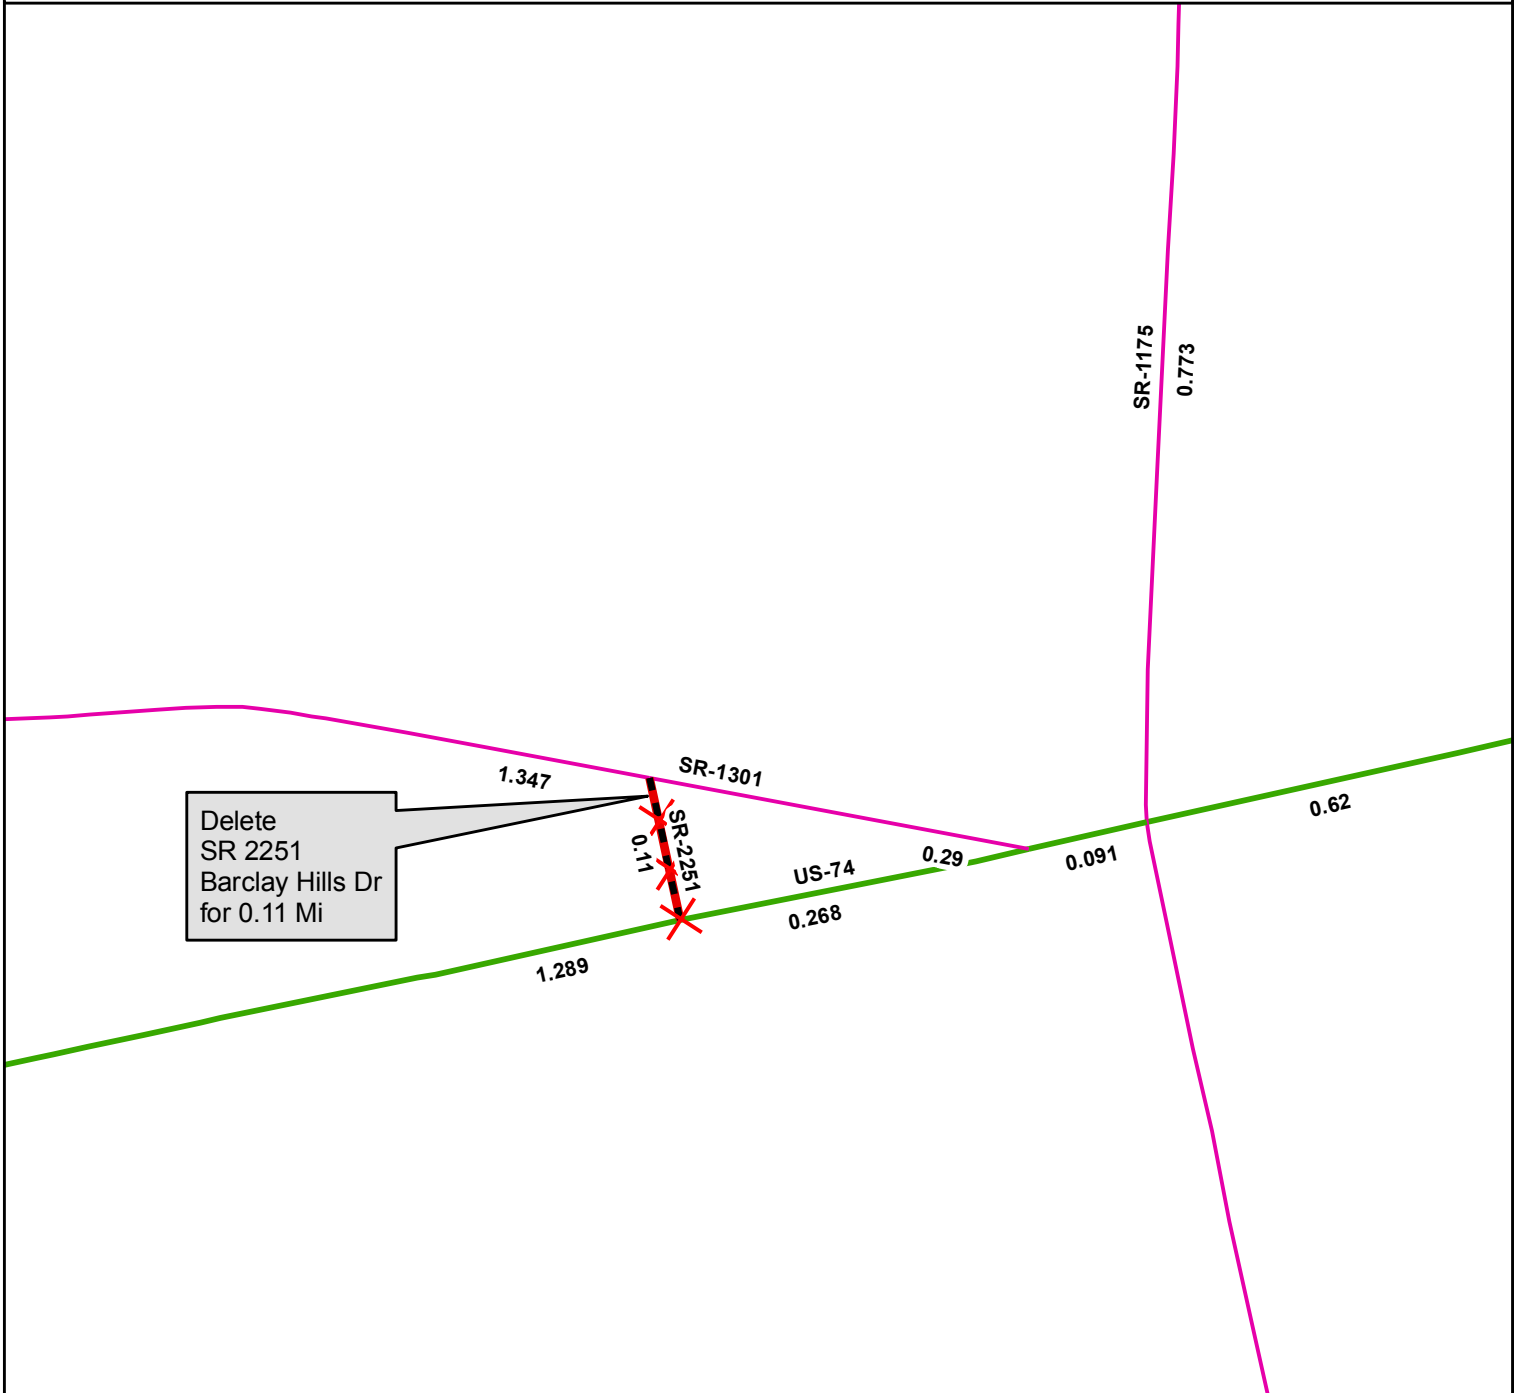 SR-1175
0.773
SR-1301
1.347
Delete
SR 2251
Barclay Hills Dr
for 0.11 Mi
SR-2251
0.11
0.62
0.29
0.091
US-74
0.268
1.289